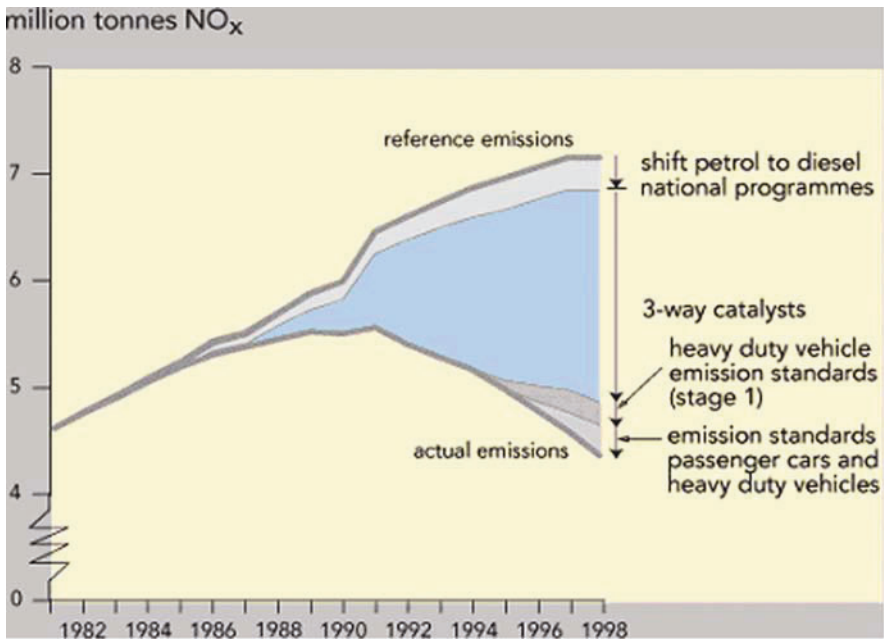 million tonnes NOx
8
reference emissions
7
shift petrol to diesel
national programmes
6
3-way catalysts
heavy duty vehicle
emission standards
(stage 1)
5
actual emissions
emission standards
passenger cars and
heavy duty vehicles
4
0
1982 1984 1986 1988 1990 1992 1994 1996 1998